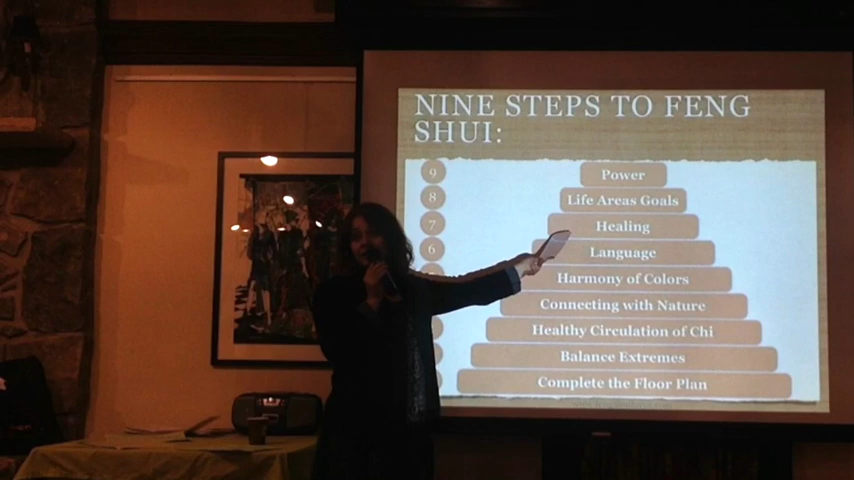 NINE STEPS TO FENG
SHUI:
9 Power
8 Life Areas Goals
7 Healing
6 Language
Harmony of Colors
Connecting with Nature
Healthy Circulation of Chi
Balance Extremes
Complete the Floor Plan